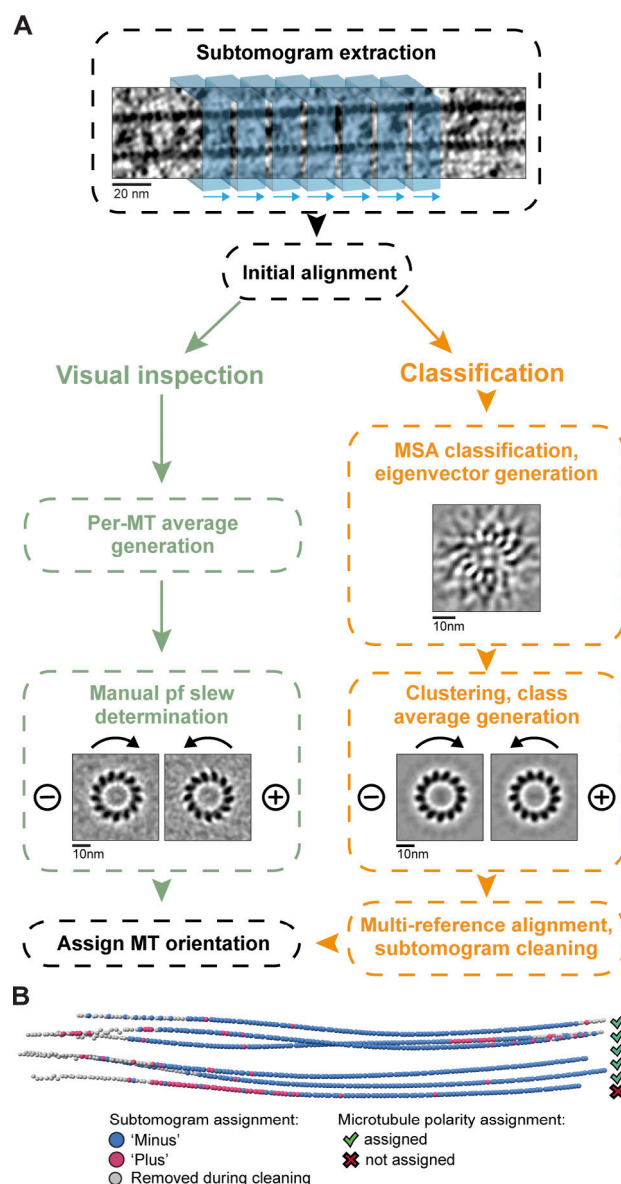 A
Subtomogram extraction
20 nm
Initial alignment
Visual inspection
Classification
MSA classification,
eigenvector generation
10nm
Per-MT average
generation
Manual pf slew
determination
− +
10nm
Clustering, class
average generation
− +
10nm
Assign MT orientation
Multi-reference alignment,
subtomogram cleaning
B
Subtomogram assignment:
'Minus'
'Plus'
Removed during cleaning
Microtubule polarity assignment:
assigned
not assigned